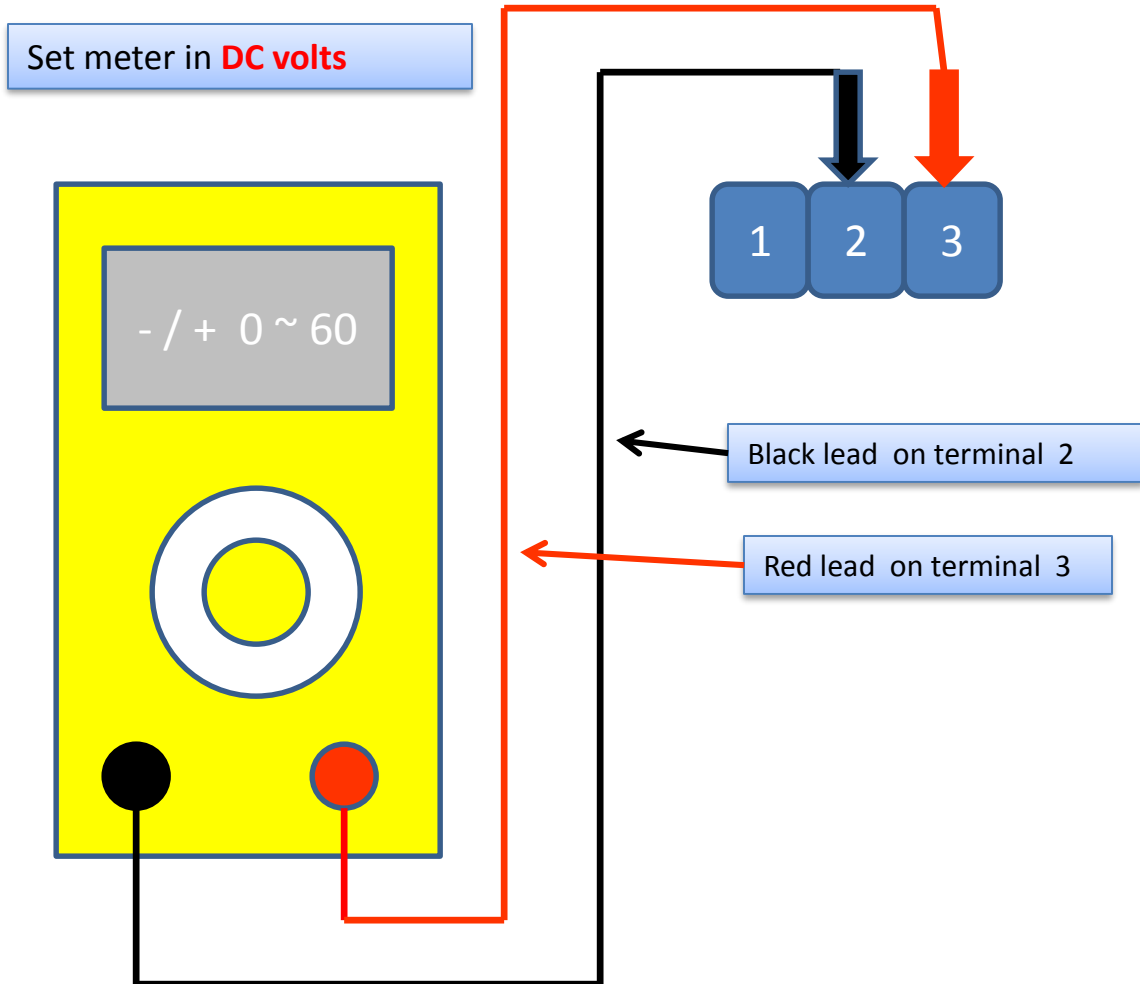 Set meter in DC volts
- / + 0 ~ 60
1 2 3
Black lead on terminal 2
Red lead on terminal 3